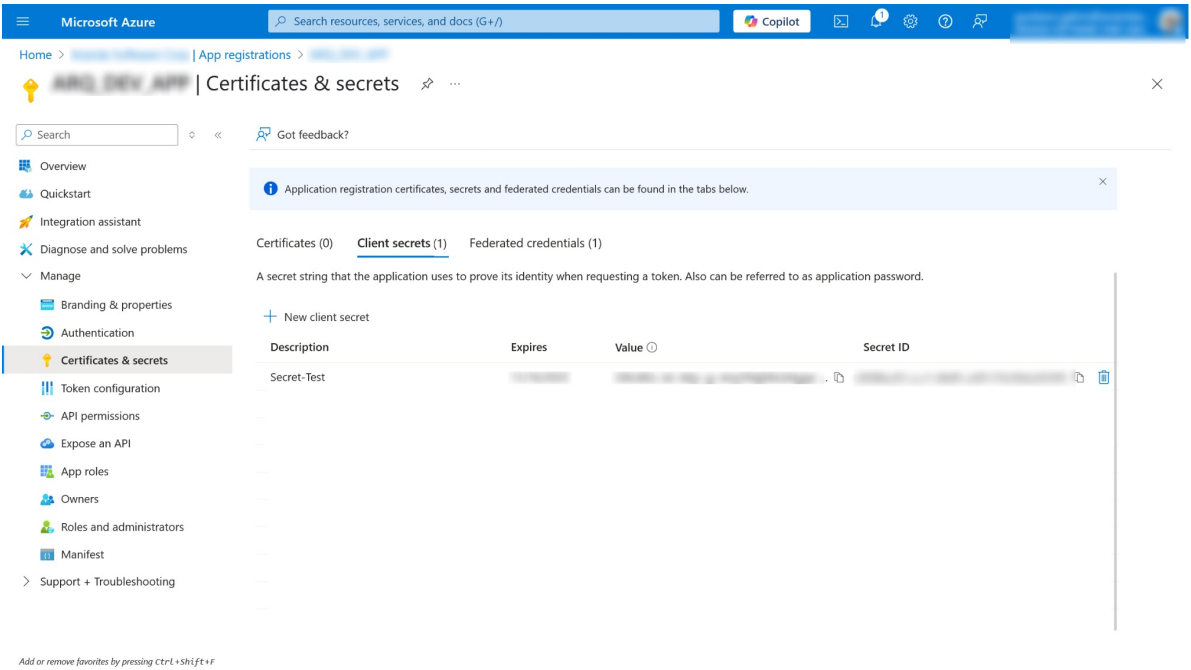 Microsoft Azure
Search resources, services, and docs (G+/)
Copilot
1
Home > | App registrations >
| Certificates & secrets
Search
Got feedback?
Overview
Quickstart
Integration assistant
Diagnose and solve problems
Manage
Branding & properties
Authentication
Certificates & secrets
Token configuration
API permissions
Expose an API
App roles
Owners
Roles and administrators
Manifest
Support + Troubleshooting
Application registration certificates, secrets and federated credentials can be found in the tabs below.
Certificates (0) Client secrets (1) Federated credentials (1)
A secret string that the application uses to prove its identity when requesting a token. Also can be referred to as application password.
New client secret
Description Expires Value Secret ID
Secret-Test
Add or remove favorites by pressing Ctrl+Shift+F